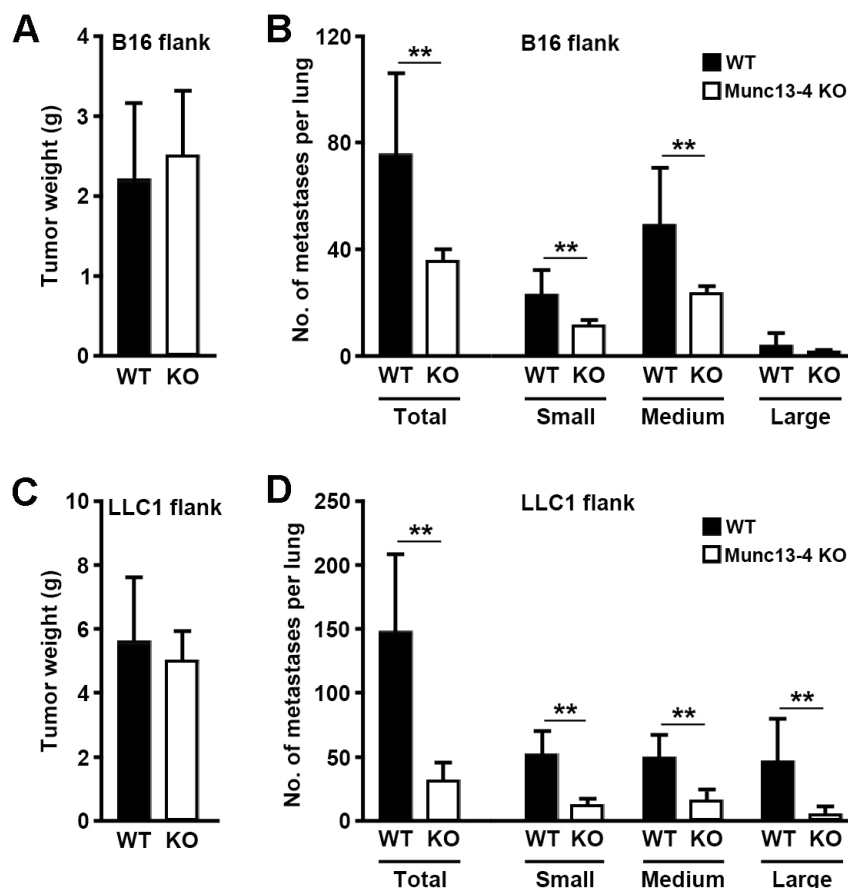 A
B16 flank
Tumor weight (g)
4
3
2
1
0
WT KO
B
B16 flank
WT
Munc13-4 KO
No. of metastases per lung
120
80
40
0
**
**
**
WT KO WT KO WT KO WT KO
Total Small Medium Large
C
LLC1 flank
Tumor weight (g)
10
8
6
4
2
0
WT KO
D
LLC1 flank
WT
Munc13-4 KO
No. of metastases per lung
250
200
150
100
50
0
**
**
**
**
WT KO WT KO WT KO WT KO
Total Small Medium Large